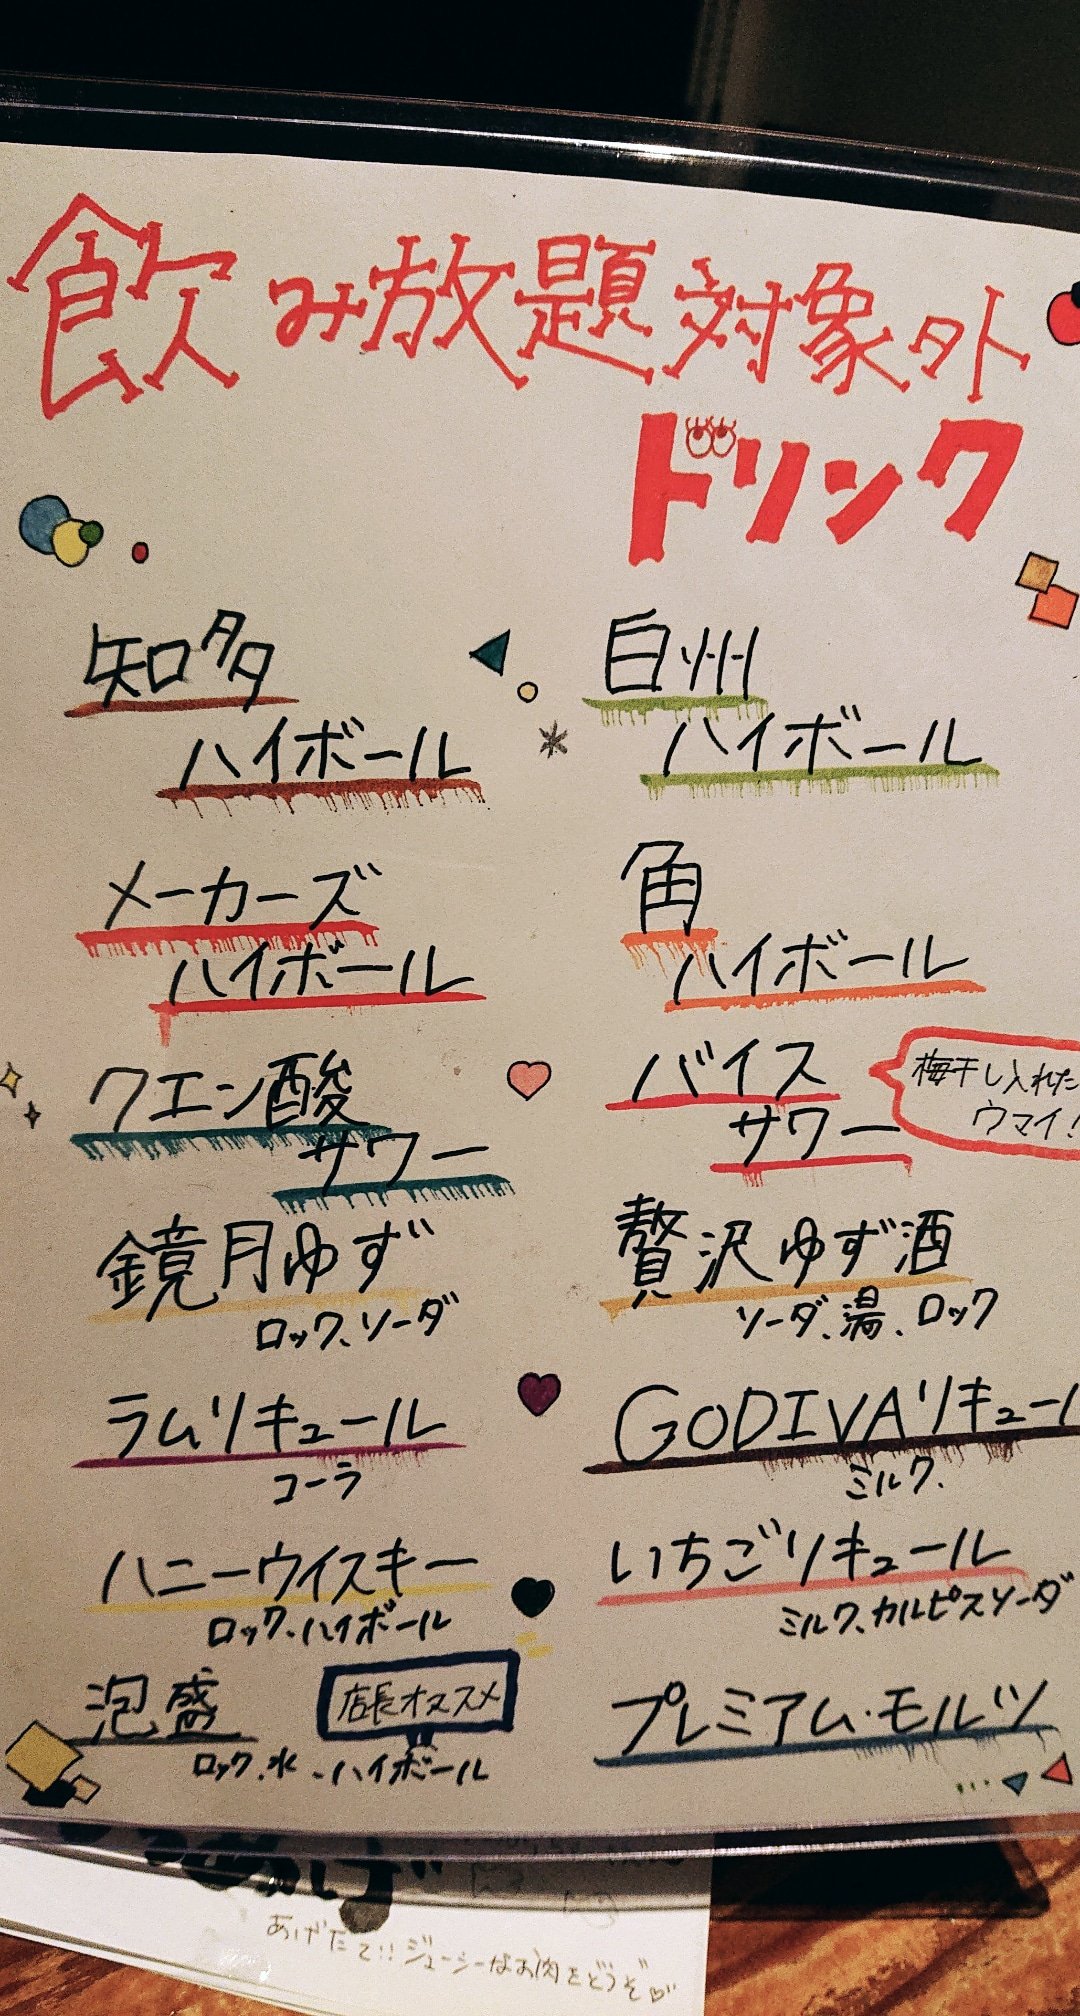 飲み放題対象外
ドリンク
知多
ハイボール
白州
ハイボール
メーカーズ
ハイボール
角
ハイボール
クエン酸
サワー
バイス
サワー
梅干し入れた
ウマイ!
鏡月ゆず
ロック、ソーダ
贅沢ゆず酒
ソーダ、湯、ロック
ラムリキュール
コーラ
GODIVAリキュール
ミルク、
ハニーウイスキー
ロック、ハイボール
いちごリキュール
ミルク、カルピスソーダ
泡盛
店長オススメ
ロック、水、ハイボール
プレミアム・モルツ
あげたて!!ジューシーなお肉をどうぞ♡